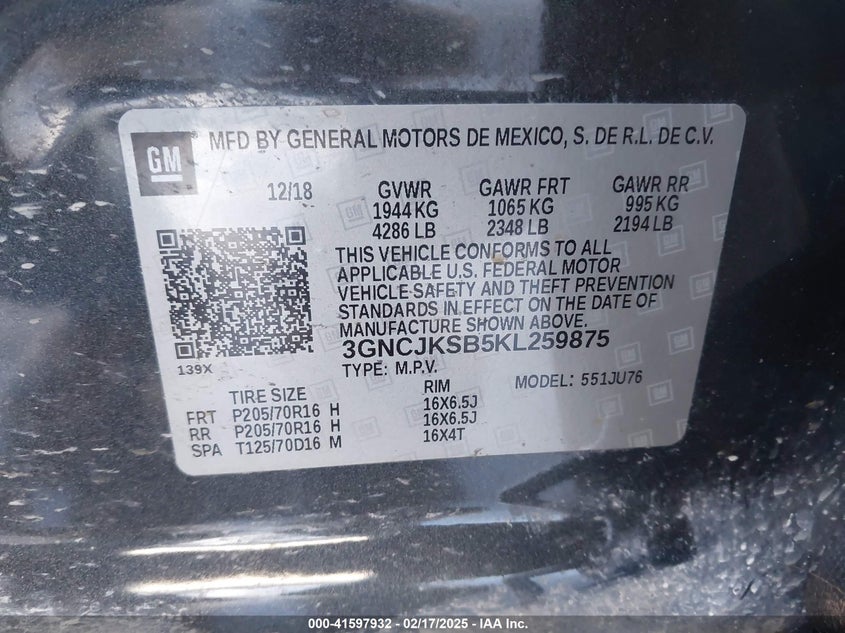 GM
MFD BY GENERAL MOTORS DE MEXICO, S. DE R.L. DE C.V.
12/18 GVWR GAWR FRT GAWR RR
1944 KG 1065 KG 995 KG
4286 LB 2348 LB 2194 LB
THIS VEHICLE CONFORMS TO ALL
APPLICABLE U.S. FEDERAL MOTOR
VEHICLE SAFETY AND THEFT PREVENTION
STANDARDS IN EFFECT ON THE DATE OF
MANUFACTURE SHOWN ABOVE.
3GNCJKSB5KL259875
139X
TYPE: M.P.V. MODEL: 551JU76
TIRE SIZE RIM
FRT P205/70R16 H 16X6.5J
RR P205/70R16 H 16X6.5J
SPA T125/70D16 M 16X4T
000-41597932 - 02/17/2025 - IAA Inc.